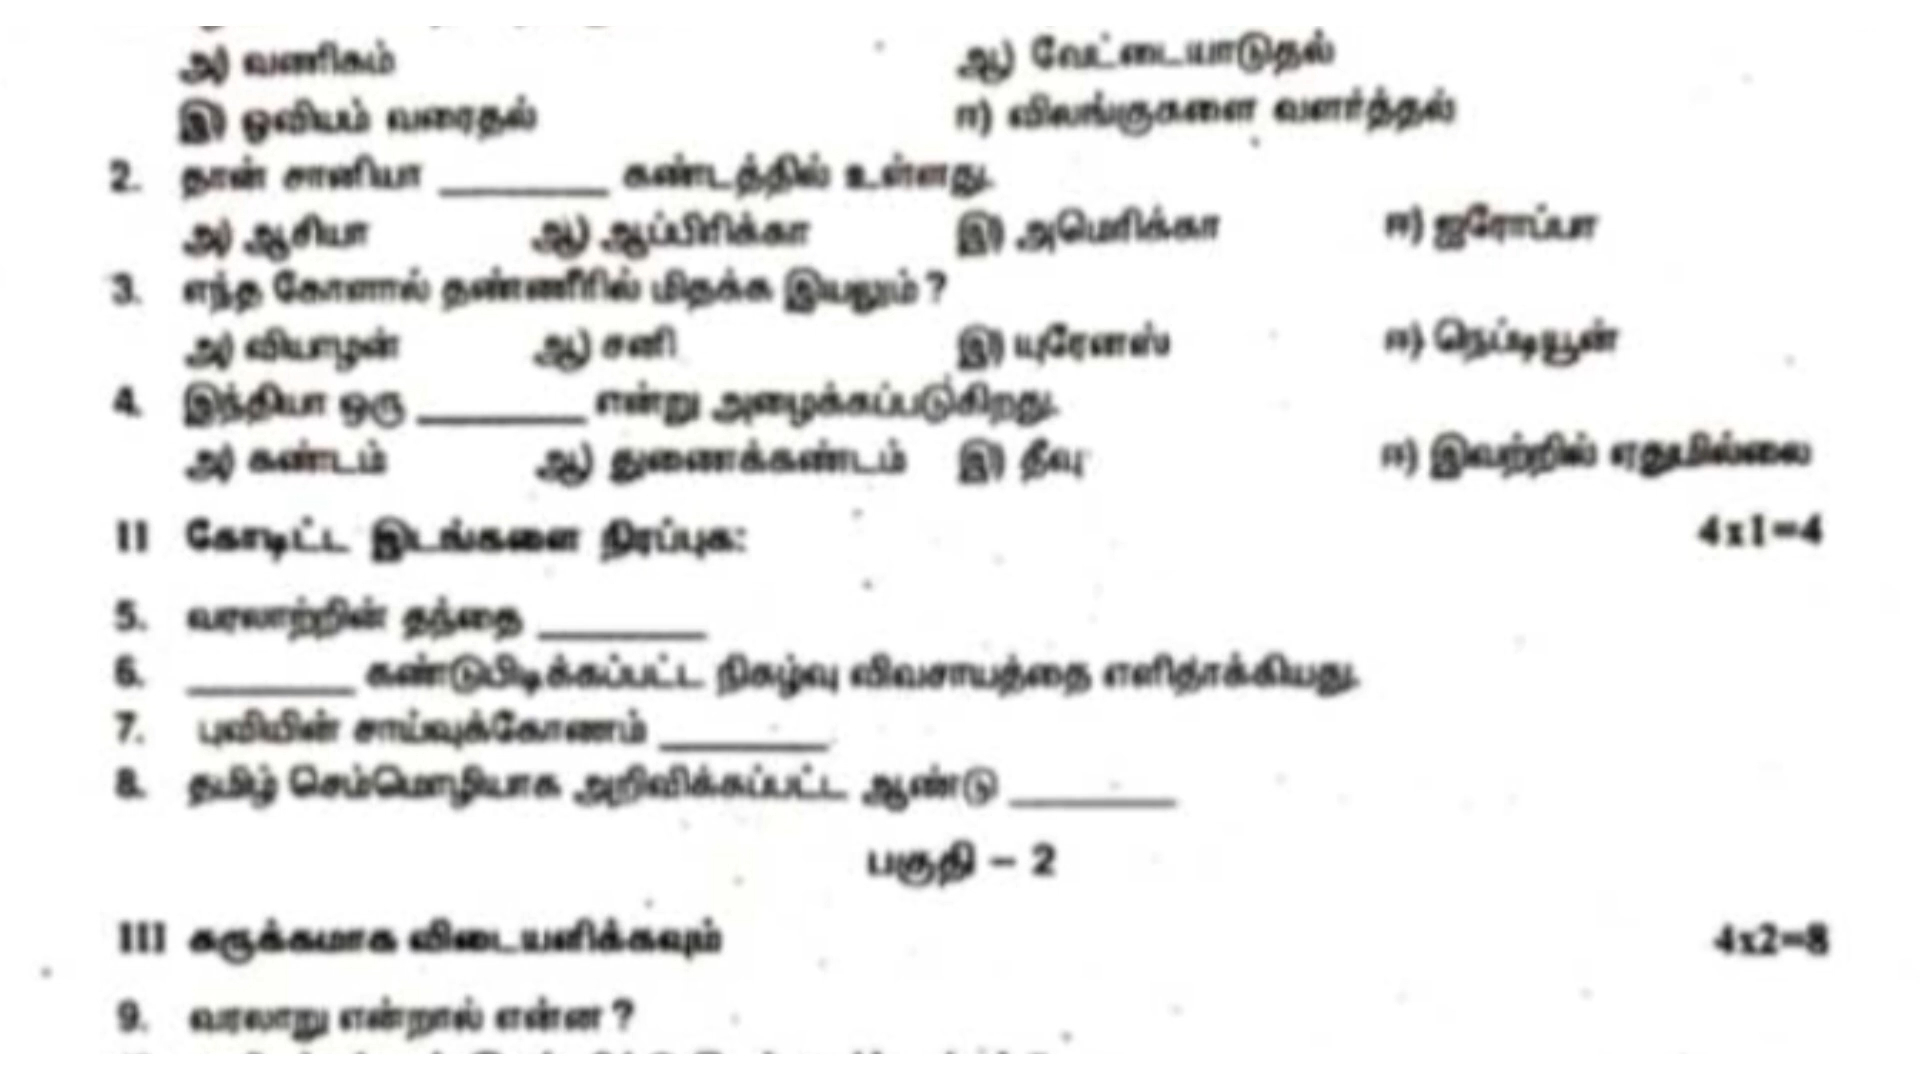 அ) வணிகம் ஆ) வேட்டையாடுதல்
இ) ஓவியம் வரைதல் ஈ) விலங்குகளை வளர்த்தல்
2. தான் சானியா ________ கண்டத்தில் உள்ளது.
அ) ஆசியா ஆ) ஆப்பிரிக்கா இ) அமெரிக்கா ஈ) ஐரோப்பா
3. எந்த கோளால் தண்ணீரில் மிதக்க இயலும் ?
அ) வியாழன் ஆ) சனி இ) யுரேனஸ் ஈ) நெப்டியூன்
4. இந்தியா ஒரு ________ என்று அழைக்கப்படுகிறது.
அ) கண்டம் ஆ) துணைக்கண்டம் இ) தீவு ஈ) இவற்றில் ஏதுமில்லை
II கோடிட்ட இடங்களை நிரப்புக: 4x1=4
5. வரலாற்றின் தந்தை ________
6. ________ கண்டுபிடிக்கப்பட்ட நிகழ்வு விவசாயத்தை எளிதாக்கியது.
7. புவியின் சாய்வுக்கோணம் ________
8. தமிழ் செம்மொழியாக அறிவிக்கப்பட்ட ஆண்டு ________
பகுதி – 2
III சுருக்கமாக விடையளிக்கவும் 4x2=8
9. வரலாறு என்றால் என்ன ?